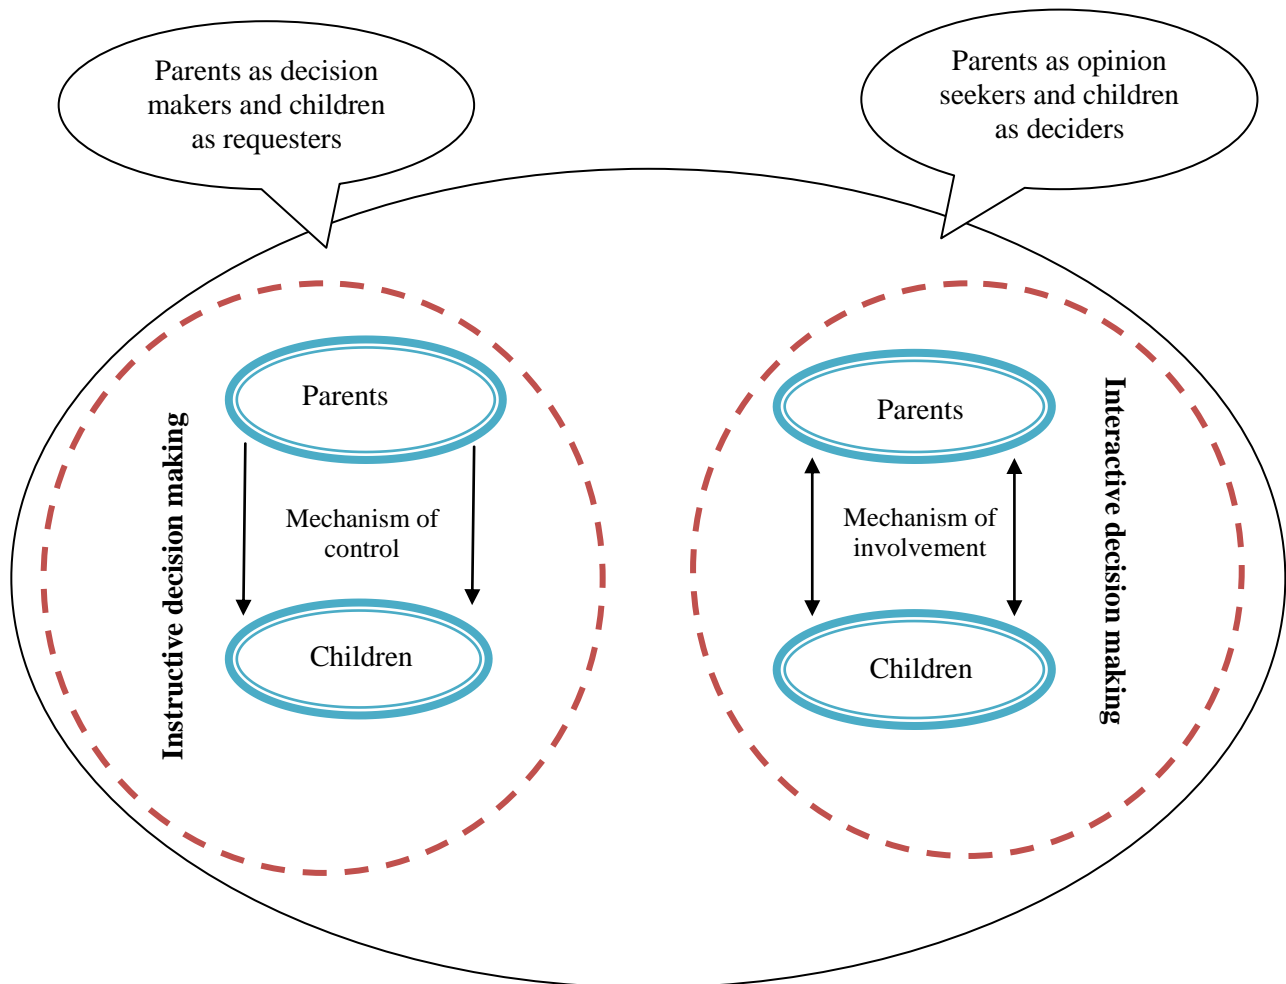 Parents as decision
makers and children
as requesters
Parents as opinion
seekers and children
as deciders
Instructive decision making
Parents
Mechanism of
control
Children
Parents
Mechanism of
involvement
Children
Interactive decision making